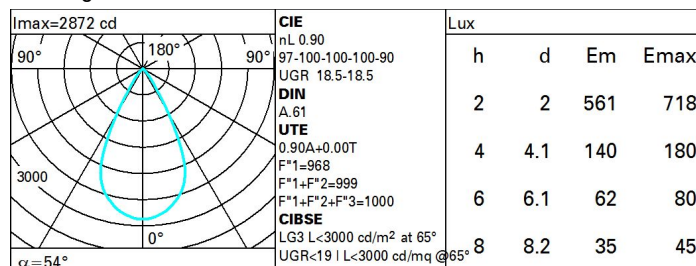 Imax=2872 cd
90°
180°
90°
3000
0°
α=54°
CIE
nL 0.90
97-100-100-100-90
UGR 18.5-18.5
DIN
A.61
UTE
0.90A+0.00T
F"1=968
F"1+F"2=999
F"1+F"2+F"3=1000
CIBSE
LG3 L<3000 cd/m² at 65°
UGR<19 | L<3000 cd/mq @65°
Lux
h d Em Emax
2 2 561 718
4 4.1 140 180
6 6.1 62 80
8 8.2 35 45